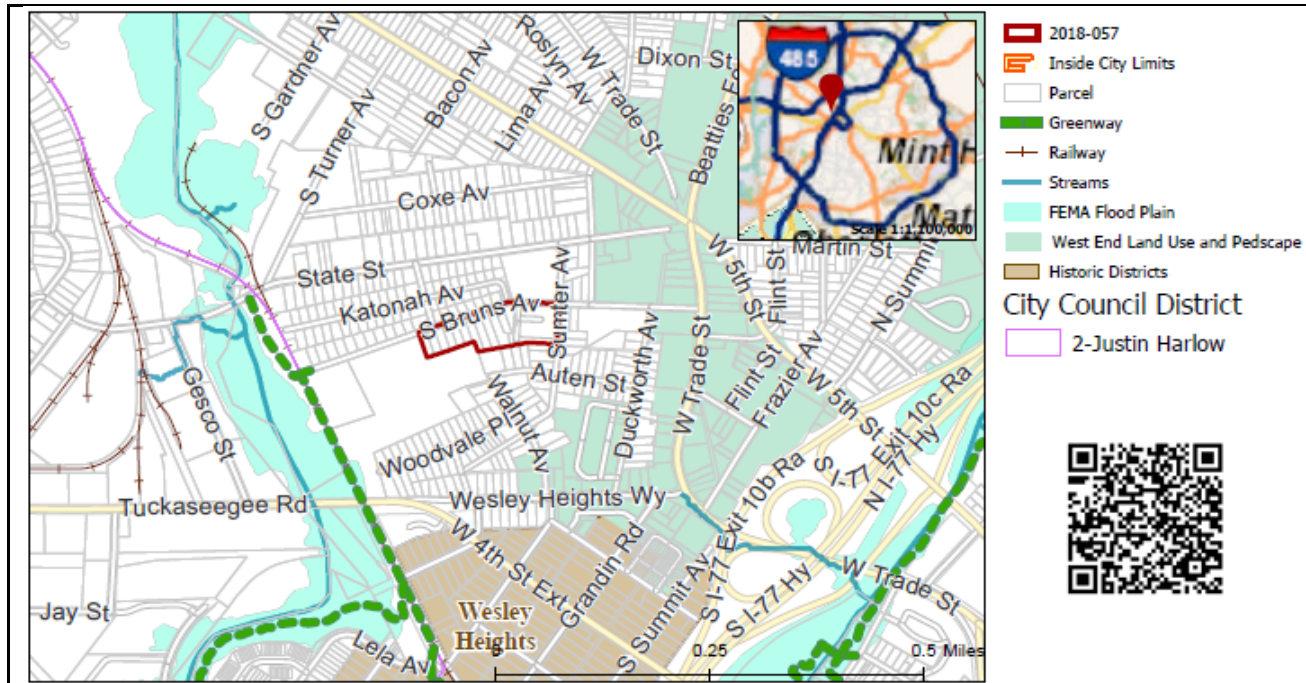 S Gardner Av
S Turner Av
Bacon Av
Lima Av
Roslyn Av
W Trade St
Dixon St
Beatties
485
Mint H
Mat
Scale 1:1,100,000
Coxe Av
State St
Katonah Av
S Bruns Av
Sumter Av
W 5th St
Flint St
Martin St
N Summit
Auten St
Duckworth Av
W Trade St
Flint St
Frazier Av
W 5th St
Walnut Av
Woodvale Pl
Gesco St
Tuckaseegee Rd
Wesley Heights Wy
S I-77 Exit 10b Ra
S I-77 Exit 10c Ra
N I-77 Hy
S I-77 Hy
W Trade St
W 4th St Ext
Grandin Rd
S Summit Av
Jay St
Wesley
Heights
Lela Av
0
0.25
0.5 Miles
2018-057
Inside City Limits
Parcel
Greenway
Railway
Streams
FEMA Flood Plain
West End Land Use and Pedscape
Historic Districts
City Council District
2-Justin Harlow